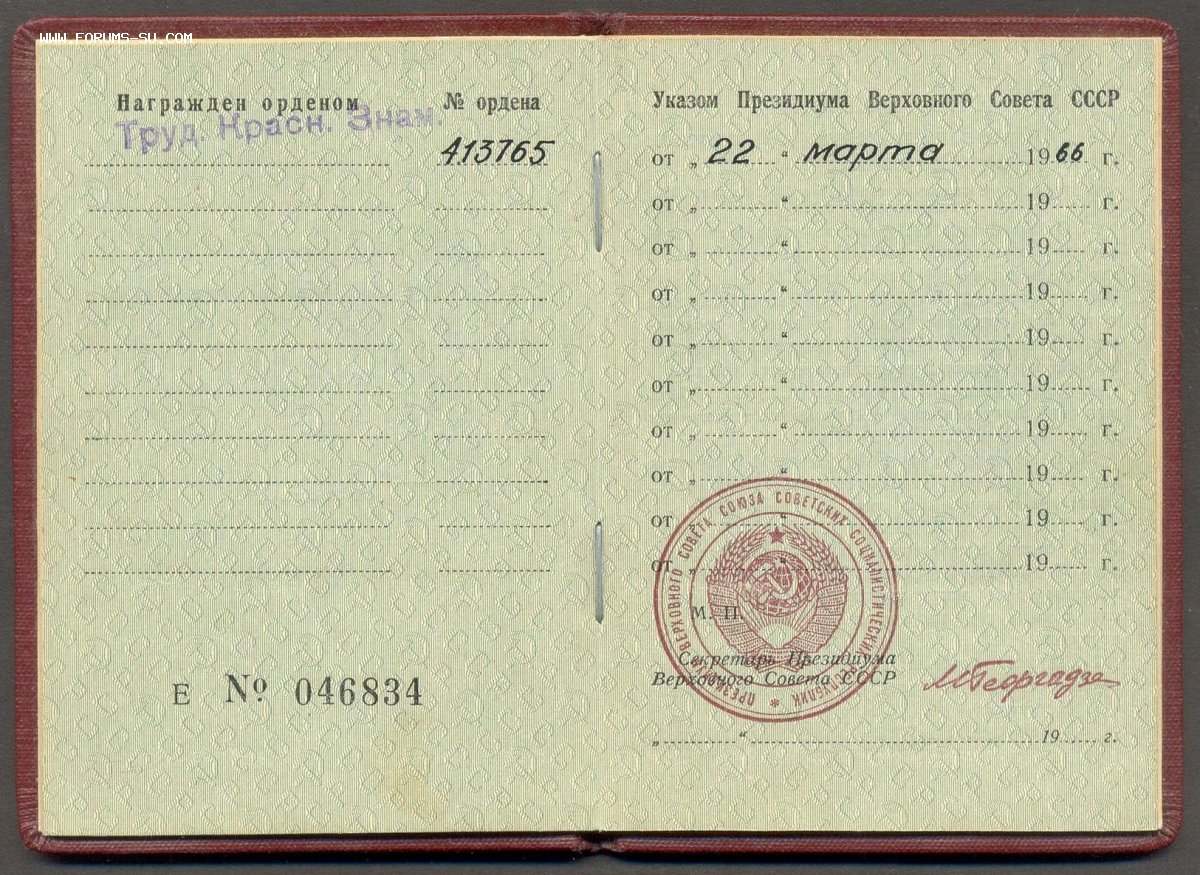 WWW.FORUMS-SU.COM
Награжден орденом № ордена
Труд. Красн. Знам. 413765
Указом Президиума Верховного Совета СССР
от „ 22 “ марта 1966 г.
от „ “ 19 г.
от „ “ 19 г.
от „ “ 19 г.
от „ “ 19 г.
от „ “ 19 г.
от „ “ 19 г.
от „ “ 19 г.
от „ “ 19 г.
от „ “ 19 г.
ПРЕЗИДИУМ ВЕРХОВНОГО СОВЕТА СОЮЗА СОВЕТСКИХ СОЦИАЛИСТИЧЕСКИХ РЕСПУБЛИК *
М. П.
Секретарь Президиума
Верховного Совета СССР
М Георгадзе
„ “ 19 г.
Е № 046834